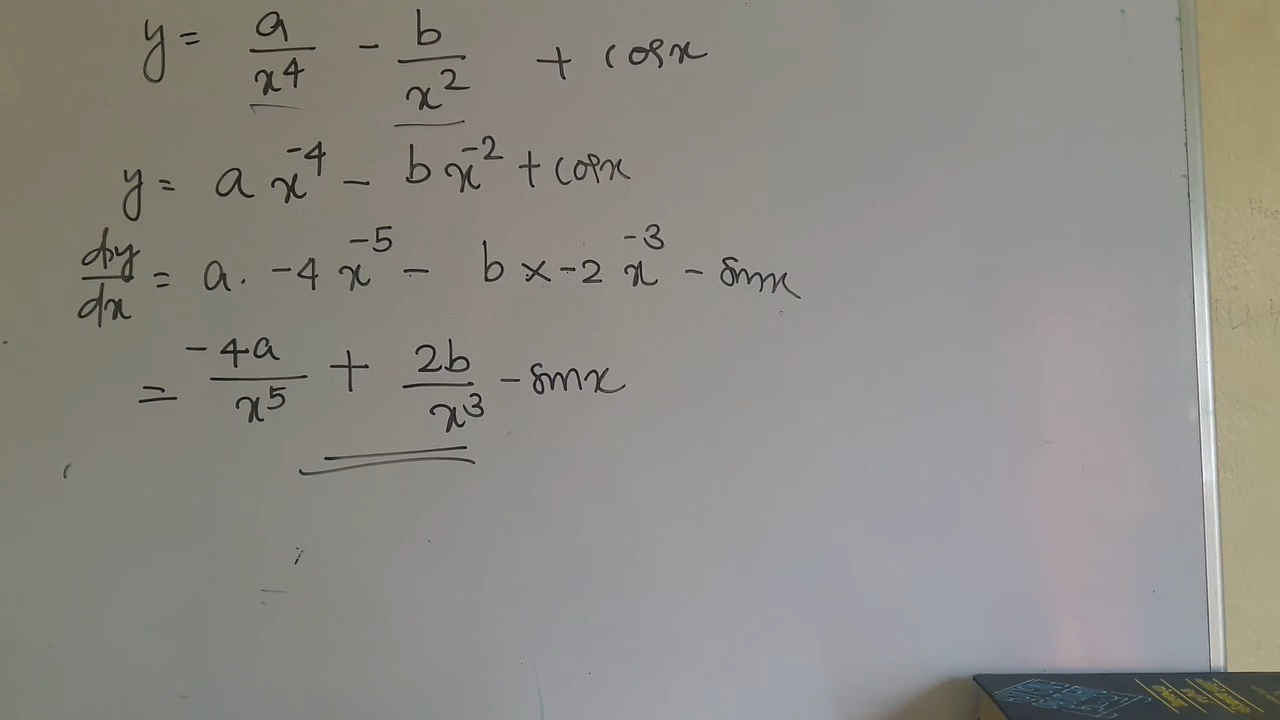 y = a/x⁴ - b/x² + cosx
y = a x⁻⁴ - b x⁻² + cosx
dy/dx = a. -4 x⁻⁵ - b × -2 x⁻³ - sinx
= -4a/x⁵ + 2b/x³ - sinx